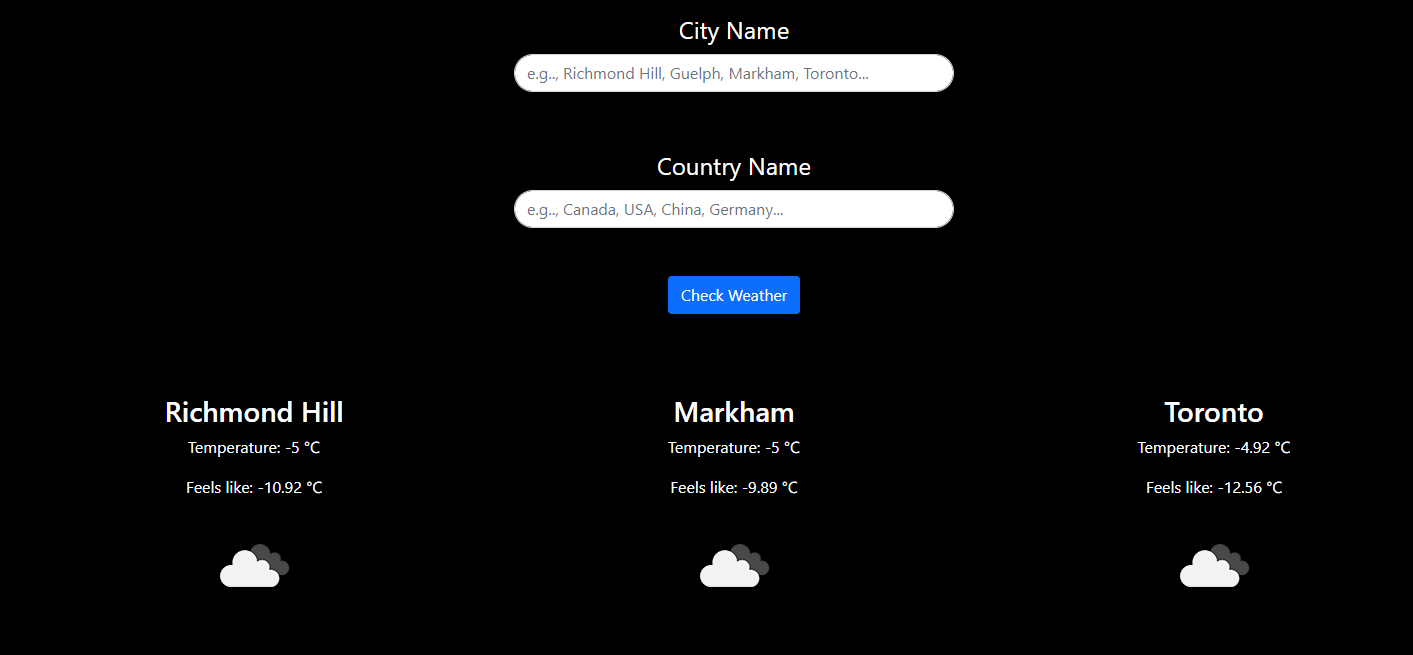 City Name
e.g.., Richmond Hill, Guelph, Markham, Toronto...
Country Name
e.g.., Canada, USA, China, Germany...
Check Weather
Richmond Hill
Temperature: -5 °C
Feels like: -10.92 °C
Markham
Temperature: -5 °C
Feels like: -9.89 °C
Toronto
Temperature: -4.92 °C
Feels like: -12.56 °C